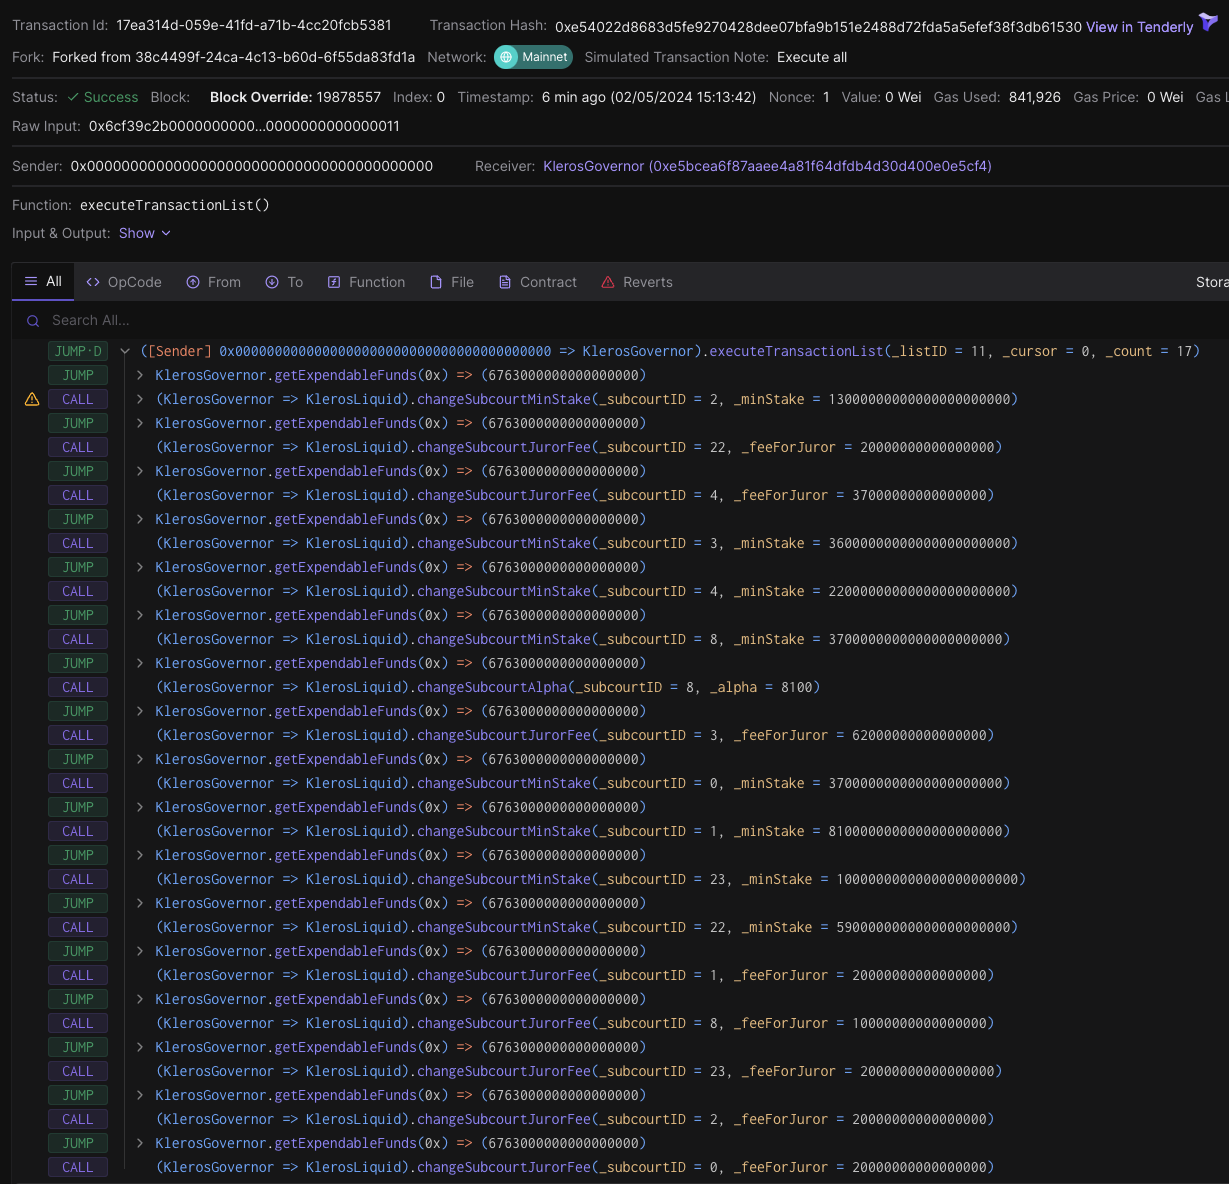 Transaction Id: 17ea314d-059e-41fd-a71b-4cc20fcb5381 Transaction Hash: 0xe54022d8683d5fe9270428dee07bfa9b151e2488d72fda5a5efef38f3db61530 View in Tenderly
Fork: Forked from 38c4499f-24ca-4c13-b60d-6f55da83fd1a Network: Mainnet Simulated Transaction Note: Execute all
Status: ✓ Success Block: Block Override: 19878557 Index: 0 Timestamp: 6 min ago (02/05/2024 15:13:42) Nonce: 1 Value: 0 Wei Gas Used: 841,926 Gas Price: 0 Wei Gas L
Raw Input: 0x6cf39c2b0000000000...0000000000000011
Sender: 0x0000000000000000000000000000000000000000 Receiver: KlerosGovernor (0xe5bcea6f87aaee4a81f64dfdb4d30d400e0e5cf4)
Function: executeTransactionList()
Input & Output: Show
All OpCode From To Function File Contract Reverts Stora
Search All...
JUMP·D ([Sender] 0x0000000000000000000000000000000000000000 => KlerosGovernor).executeTransactionList(_listID = 11, _cursor = 0, _count = 17)
JUMP KlerosGovernor.getExpendableFunds(0x) => (6763000000000000000)
CALL (KlerosGovernor => KlerosLiquid).changeSubcourtMinStake(_subcourtID = 2, _minStake = 13000000000000000000000)
JUMP KlerosGovernor.getExpendableFunds(0x) => (6763000000000000000)
CALL (KlerosGovernor => KlerosLiquid).changeSubcourtJurorFee(_subcourtID = 22, _feeForJuror = 20000000000000000)
JUMP KlerosGovernor.getExpendableFunds(0x) => (6763000000000000000)
CALL (KlerosGovernor => KlerosLiquid).changeSubcourtJurorFee(_subcourtID = 4, _feeForJuror = 37000000000000000)
JUMP KlerosGovernor.getExpendableFunds(0x) => (6763000000000000000)
CALL (KlerosGovernor => KlerosLiquid).changeSubcourtMinStake(_subcourtID = 3, _minStake = 36000000000000000000000)
JUMP KlerosGovernor.getExpendableFunds(0x) => (6763000000000000000)
CALL (KlerosGovernor => KlerosLiquid).changeSubcourtMinStake(_subcourtID = 4, _minStake = 22000000000000000000000)
JUMP KlerosGovernor.getExpendableFunds(0x) => (6763000000000000000)
CALL (KlerosGovernor => KlerosLiquid).changeSubcourtMinStake(_subcourtID = 8, _minStake = 3700000000000000000000)
JUMP KlerosGovernor.getExpendableFunds(0x) => (6763000000000000000)
CALL (KlerosGovernor => KlerosLiquid).changeSubcourtAlpha(_subcourtID = 8, _alpha = 8100)
JUMP KlerosGovernor.getExpendableFunds(0x) => (6763000000000000000)
CALL (KlerosGovernor => KlerosLiquid).changeSubcourtJurorFee(_subcourtID = 3, _feeForJuror = 62000000000000000)
JUMP KlerosGovernor.getExpendableFunds(0x) => (6763000000000000000)
CALL (KlerosGovernor => KlerosLiquid).changeSubcourtMinStake(_subcourtID = 0, _minStake = 3700000000000000000000)
JUMP KlerosGovernor.getExpendableFunds(0x) => (6763000000000000000)
CALL (KlerosGovernor => KlerosLiquid).changeSubcourtMinStake(_subcourtID = 1, _minStake = 8100000000000000000000)
JUMP KlerosGovernor.getExpendableFunds(0x) => (6763000000000000000)
CALL (KlerosGovernor => KlerosLiquid).changeSubcourtMinStake(_subcourtID = 23, _minStake = 10000000000000000000000)
JUMP KlerosGovernor.getExpendableFunds(0x) => (6763000000000000000)
CALL (KlerosGovernor => KlerosLiquid).changeSubcourtMinStake(_subcourtID = 22, _minStake = 5900000000000000000000)
JUMP KlerosGovernor.getExpendableFunds(0x) => (6763000000000000000)
CALL (KlerosGovernor => KlerosLiquid).changeSubcourtJurorFee(_subcourtID = 1, _feeForJuror = 20000000000000000)
JUMP KlerosGovernor.getExpendableFunds(0x) => (6763000000000000000)
CALL (KlerosGovernor => KlerosLiquid).changeSubcourtJurorFee(_subcourtID = 8, _feeForJuror = 10000000000000000)
JUMP KlerosGovernor.getExpendableFunds(0x) => (6763000000000000000)
CALL (KlerosGovernor => KlerosLiquid).changeSubcourtJurorFee(_subcourtID = 23, _feeForJuror = 20000000000000000)
JUMP KlerosGovernor.getExpendableFunds(0x) => (6763000000000000000)
CALL (KlerosGovernor => KlerosLiquid).changeSubcourtJurorFee(_subcourtID = 2, _feeForJuror = 20000000000000000)
JUMP KlerosGovernor.getExpendableFunds(0x) => (6763000000000000000)
CALL (KlerosGovernor => KlerosLiquid).changeSubcourtJurorFee(_subcourtID = 0, _feeForJuror = 20000000000000000)